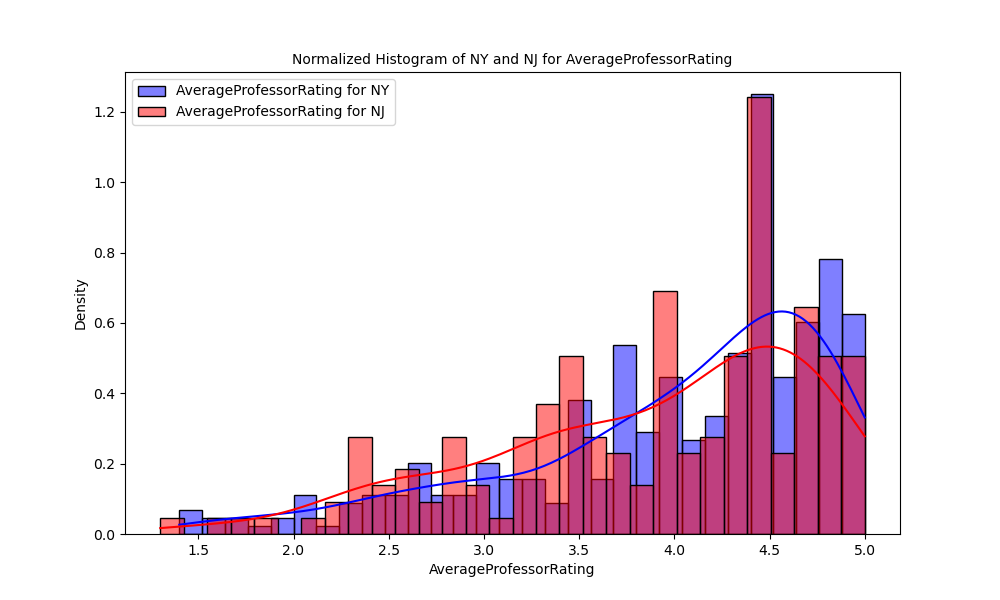 Normalized Histogram of NY and NJ for AverageProfessorRating
AverageProfessorRating for NY
AverageProfessorRating for NJ
1.2
1.0
0.8
0.6
0.4
0.2
0.0
Density
1.5 2.0 2.5 3.0 3.5 4.0 4.5 5.0
AverageProfessorRating